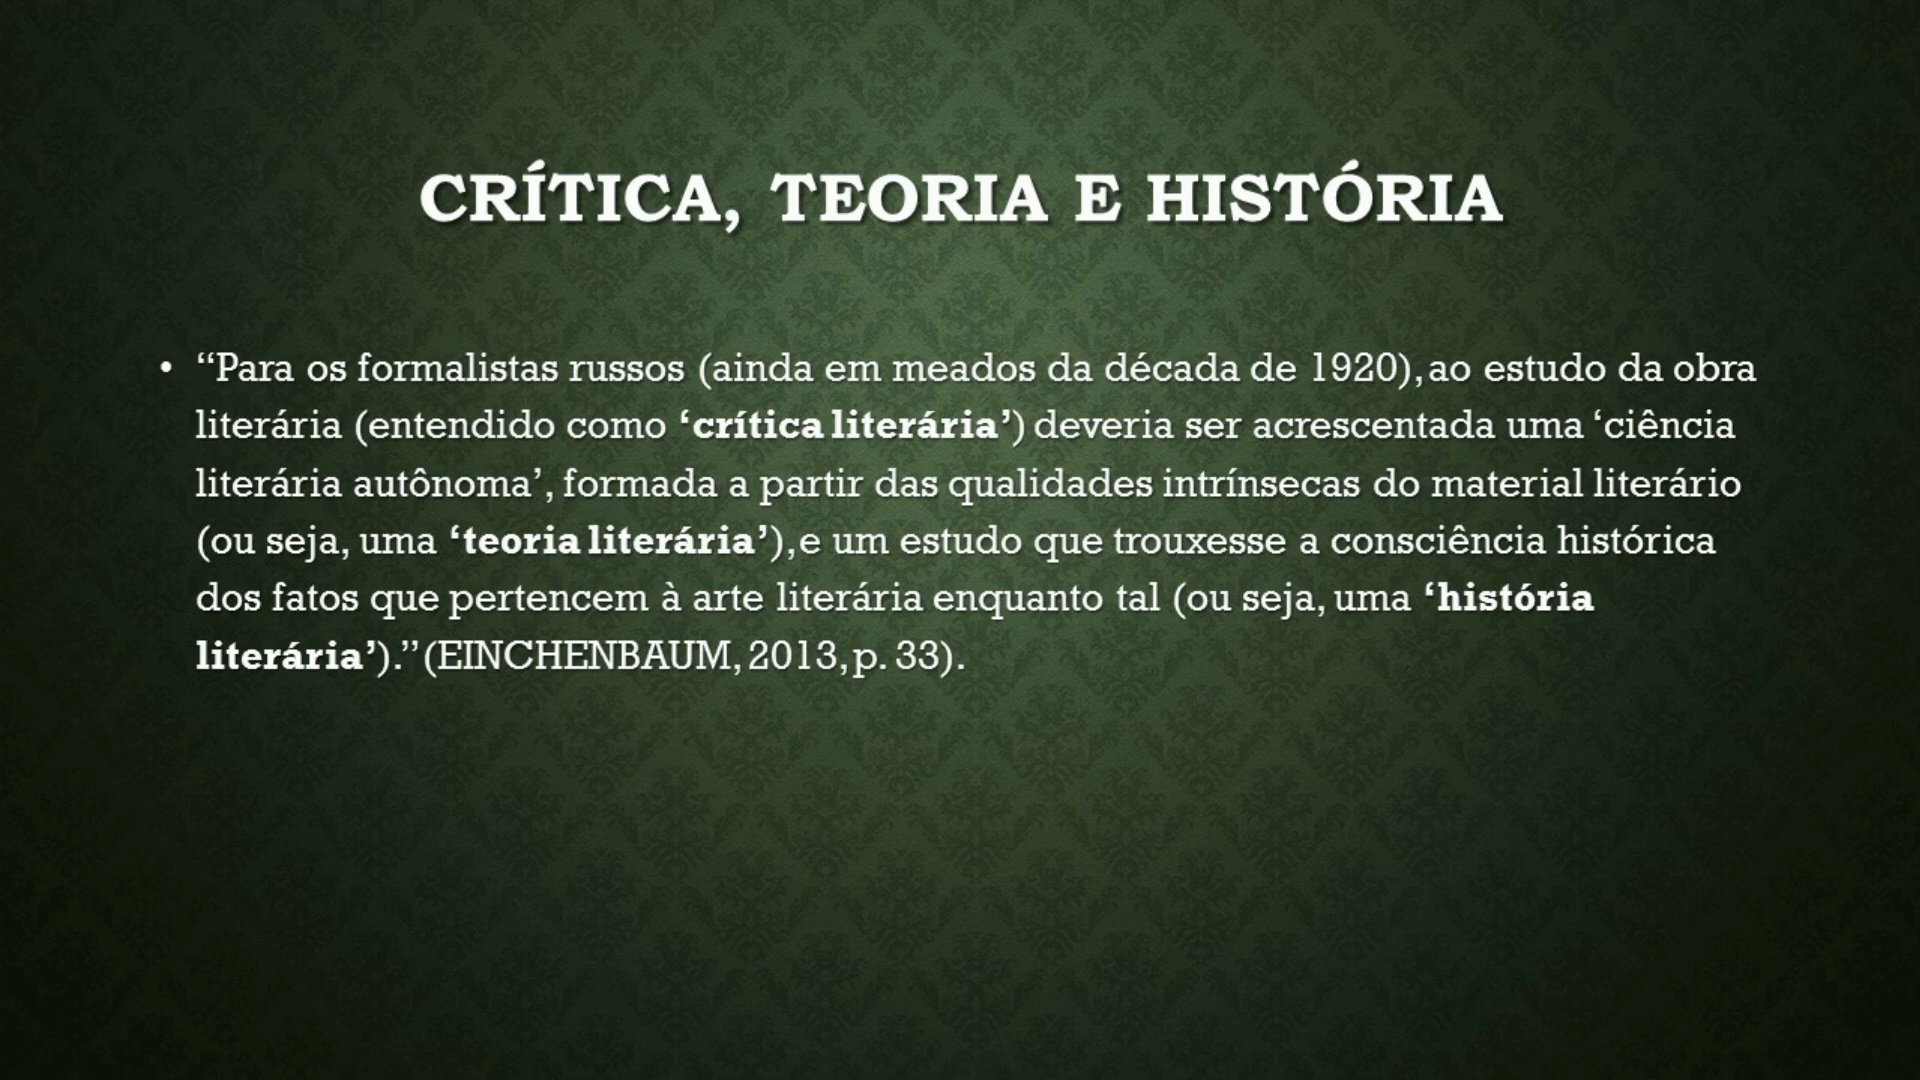 CRÍTICA, TEORIA E HISTÓRIA
• “Para os formalistas russos (ainda em meados da década de 1920), ao estudo da obra
literária (entendido como ‘crítica literária’) deveria ser acrescentada uma ‘ciência
literária autônoma’, formada a partir das qualidades intrínsecas do material literário
(ou seja, uma ‘teoria literária’), e um estudo que trouxesse a consciência histórica
dos fatos que pertencem à arte literária enquanto tal (ou seja, uma ‘história
literária’).” (EINCHENBAUM, 2013, p. 33).